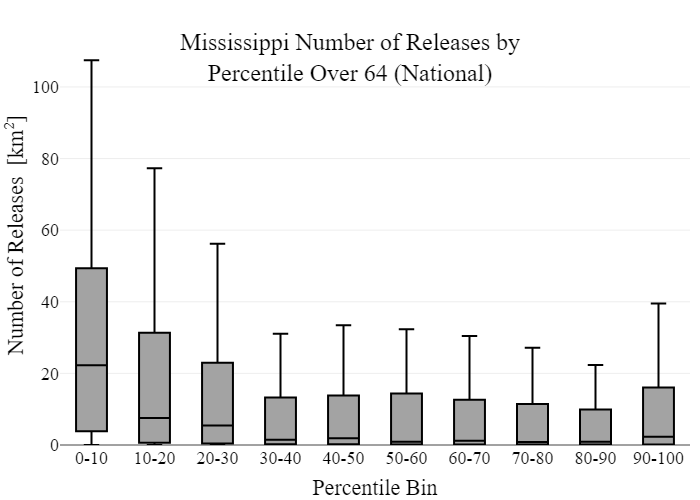 Mississippi Number of Releases by
Percentile Over 64 (National)
Number of Releases [km²]
100
80
60
40
20
0
0-10 10-20 20-30 30-40 40-50 50-60 60-70 70-80 80-90 90-100
Percentile Bin